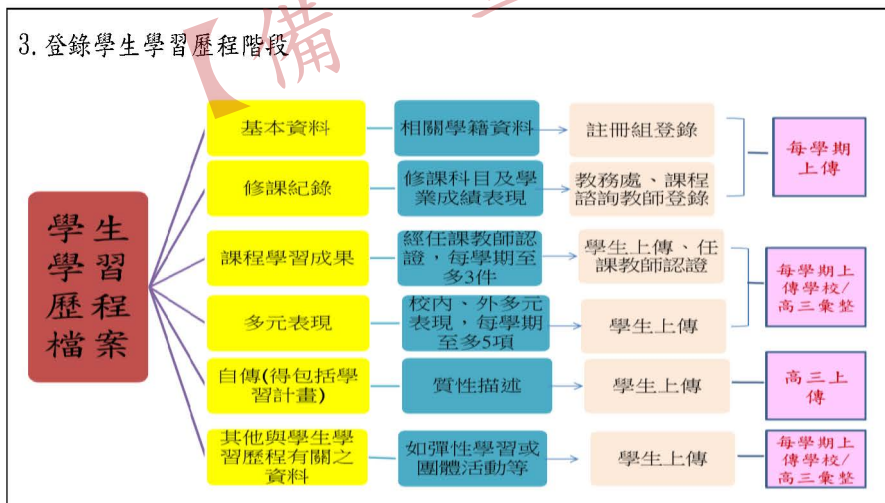 【備
3.登錄學生學習歷程階段
學生
學習
歷程
檔案
基本資料
相關學籍資料
註冊組登錄
每學期
上傳
修課紀錄
修課科目及學
業成績表現
教務處、課程
諮詢教師登錄
課程學習成果
經任課教師認
證，每學期至
多3件
學生上傳、任
課教師認證
每學期上
傳學校/
高三彙整
多元表現
校內、外多元
表現，每學期
至多5項
學生上傳
自傳(得包括學
習計畫)
質性描述
學生上傳
高三上
傳
其他與學生學
習歷程有關之
資料
如彈性學習或
團體活動等
學生上傳
每學期上
傳學校/
高三彙整